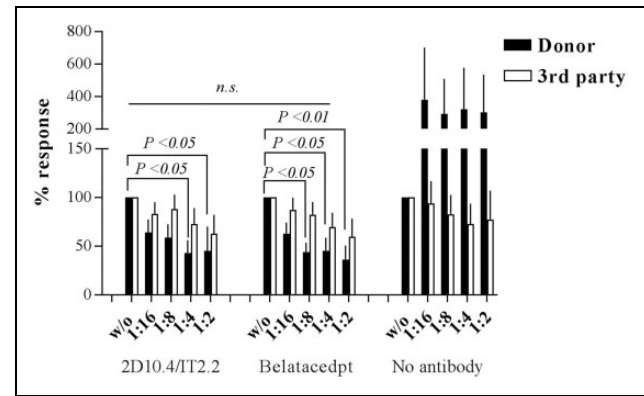 800
600
400
200
150
100
50
0
% response
n.s.
P <0.01
P <0.05
P <0.05
P <0.05
P <0.05
Donor
3rd party
w/o 1:16 1:8 1:4 1:2
w/o 1:16 1:8 1:4 1:2
w/o 1:16 1:8 1:4 1:2
2D10.4/IT2.2
Belatacedpt
No antibody